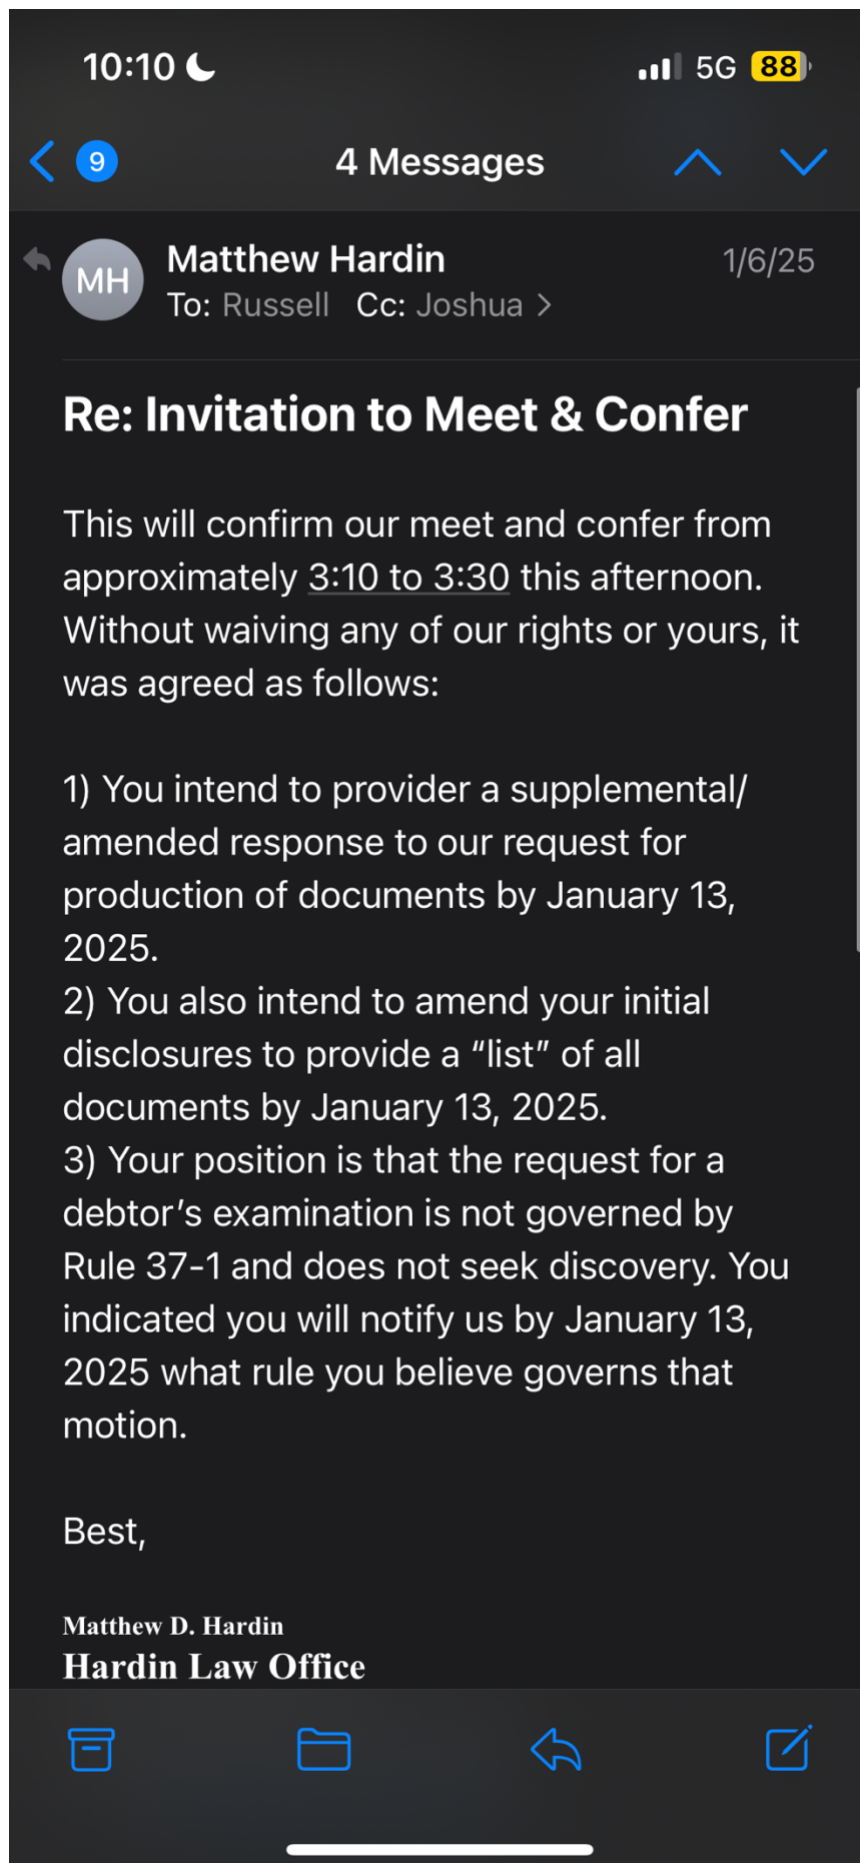 10:10
5G 88
9
4 Messages
MH
Matthew Hardin
1/6/25
To: Russell Cc: Joshua >
Re: Invitation to Meet & Confer
This will confirm our meet and confer from
approximately 3:10 to 3:30 this afternoon.
Without waiving any of our rights or yours, it
was agreed as follows:
1) You intend to provider a supplemental/
amended response to our request for
production of documents by January 13,
2025.
2) You also intend to amend your initial
disclosures to provide a “list” of all
documents by January 13, 2025.
3) Your position is that the request for a
debtor’s examination is not governed by
Rule 37-1 and does not seek discovery. You
indicated you will notify us by January 13,
2025 what rule you believe governs that
motion.
Best,
Matthew D. Hardin
Hardin Law Office